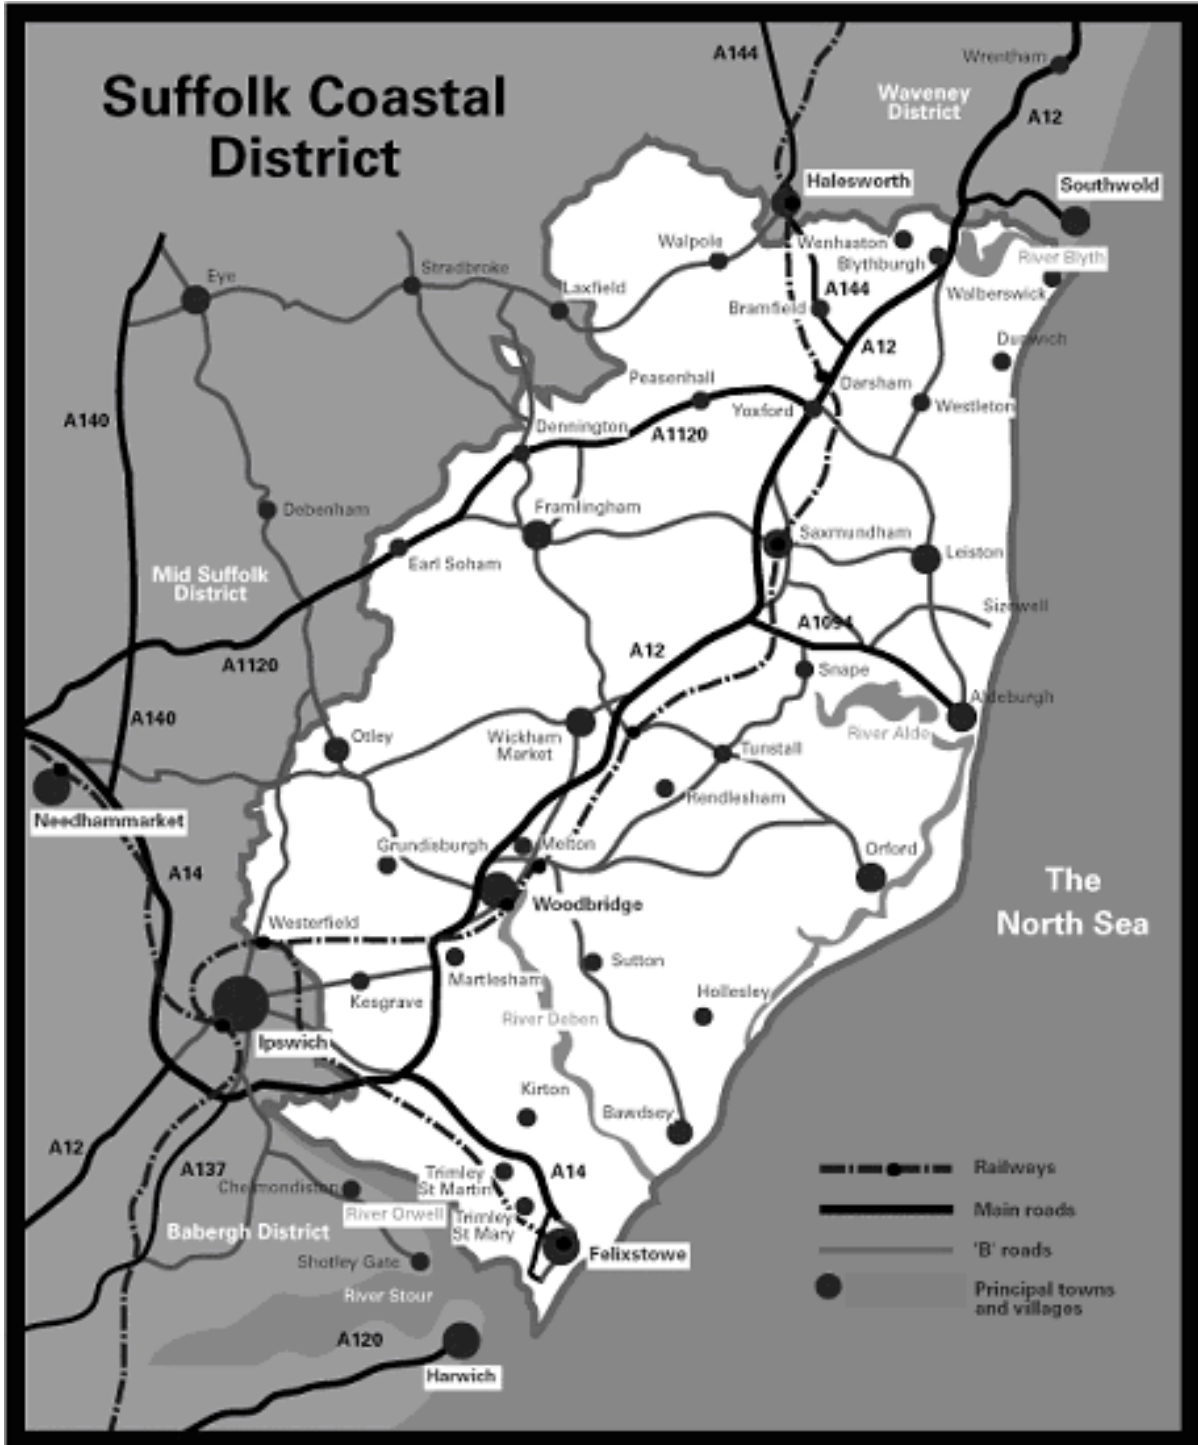 Suffolk Coastal
District
A144
Wrentham
Waveney
District
A12
Halesworth
Southwold
Walpole
Wenhaston
Blythburgh
River Blyth
Eye
Stradbroke
Laxfield
A144
Walberswick
Bramfield
A12
Dunwich
Peasenhall
Darsham
Yoxford
Westleton
A140
Dennington
A1120
Debenham
Framlingham
Saxmundham
Leiston
Earl Soham
Mid Suffolk
District
Sizewell
A1094
A12
A1120
Snape
Aldeburgh
A140
River Alde
Otley
Wickham
Market
Tunstall
Rendlesham
Needhammarket
Grundisburgh
Melton
Orford
A14
Woodbridge
The
North Sea
Westerfield
Sutton
Martlesham
Kesgrave
Hollesley
River Deben
Ipswich
Kirton
Bawdsey
A12
A137
Trimley
St Martin
A14
Railways
Chelmondiston
River Orwell
Trimley
St Mary
Main roads
Babergh District
Felixstowe
'B' roads
Shotley Gate
River Stour
Principal towns
and villages
A120
Harwich